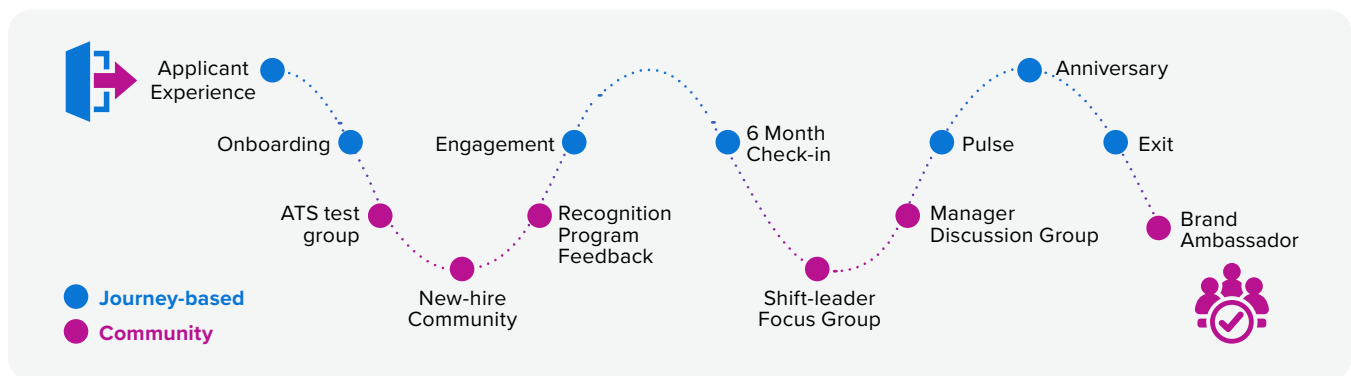 Applicant
Experience
Onboarding
ATS test
group
New-hire
Community
Engagement
Recognition
Program
Feedback
6 Month
Check-in
Shift-leader
Focus Group
Manager
Discussion Group
Pulse
Anniversary
Exit
Brand
Ambassador
Journey-based
Community